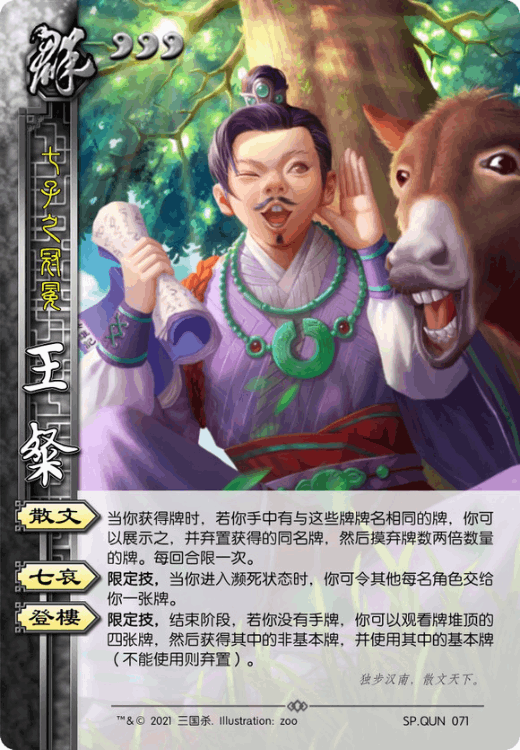 群
七子之冠冕
王粲
散文
当你获得牌时，若你手中有与这些牌牌名相同的牌，你可
以展示之，并弃置获得的同名牌，然后摸弃牌数两倍数量
的牌。每回合限一次。
七哀
限定技，当你进入濒死状态时，你可令其他每名角色交给
你一张牌。
登樓
限定技，结束阶段，若你没有手牌，你可以观看牌堆顶的
四张牌，然后获得其中的非基本牌，并使用其中的基本牌
（不能使用则弃置）。
独步汉南，散文天下。
™&© 2021 三国杀. Illustration: zoo
SP.QUN 071